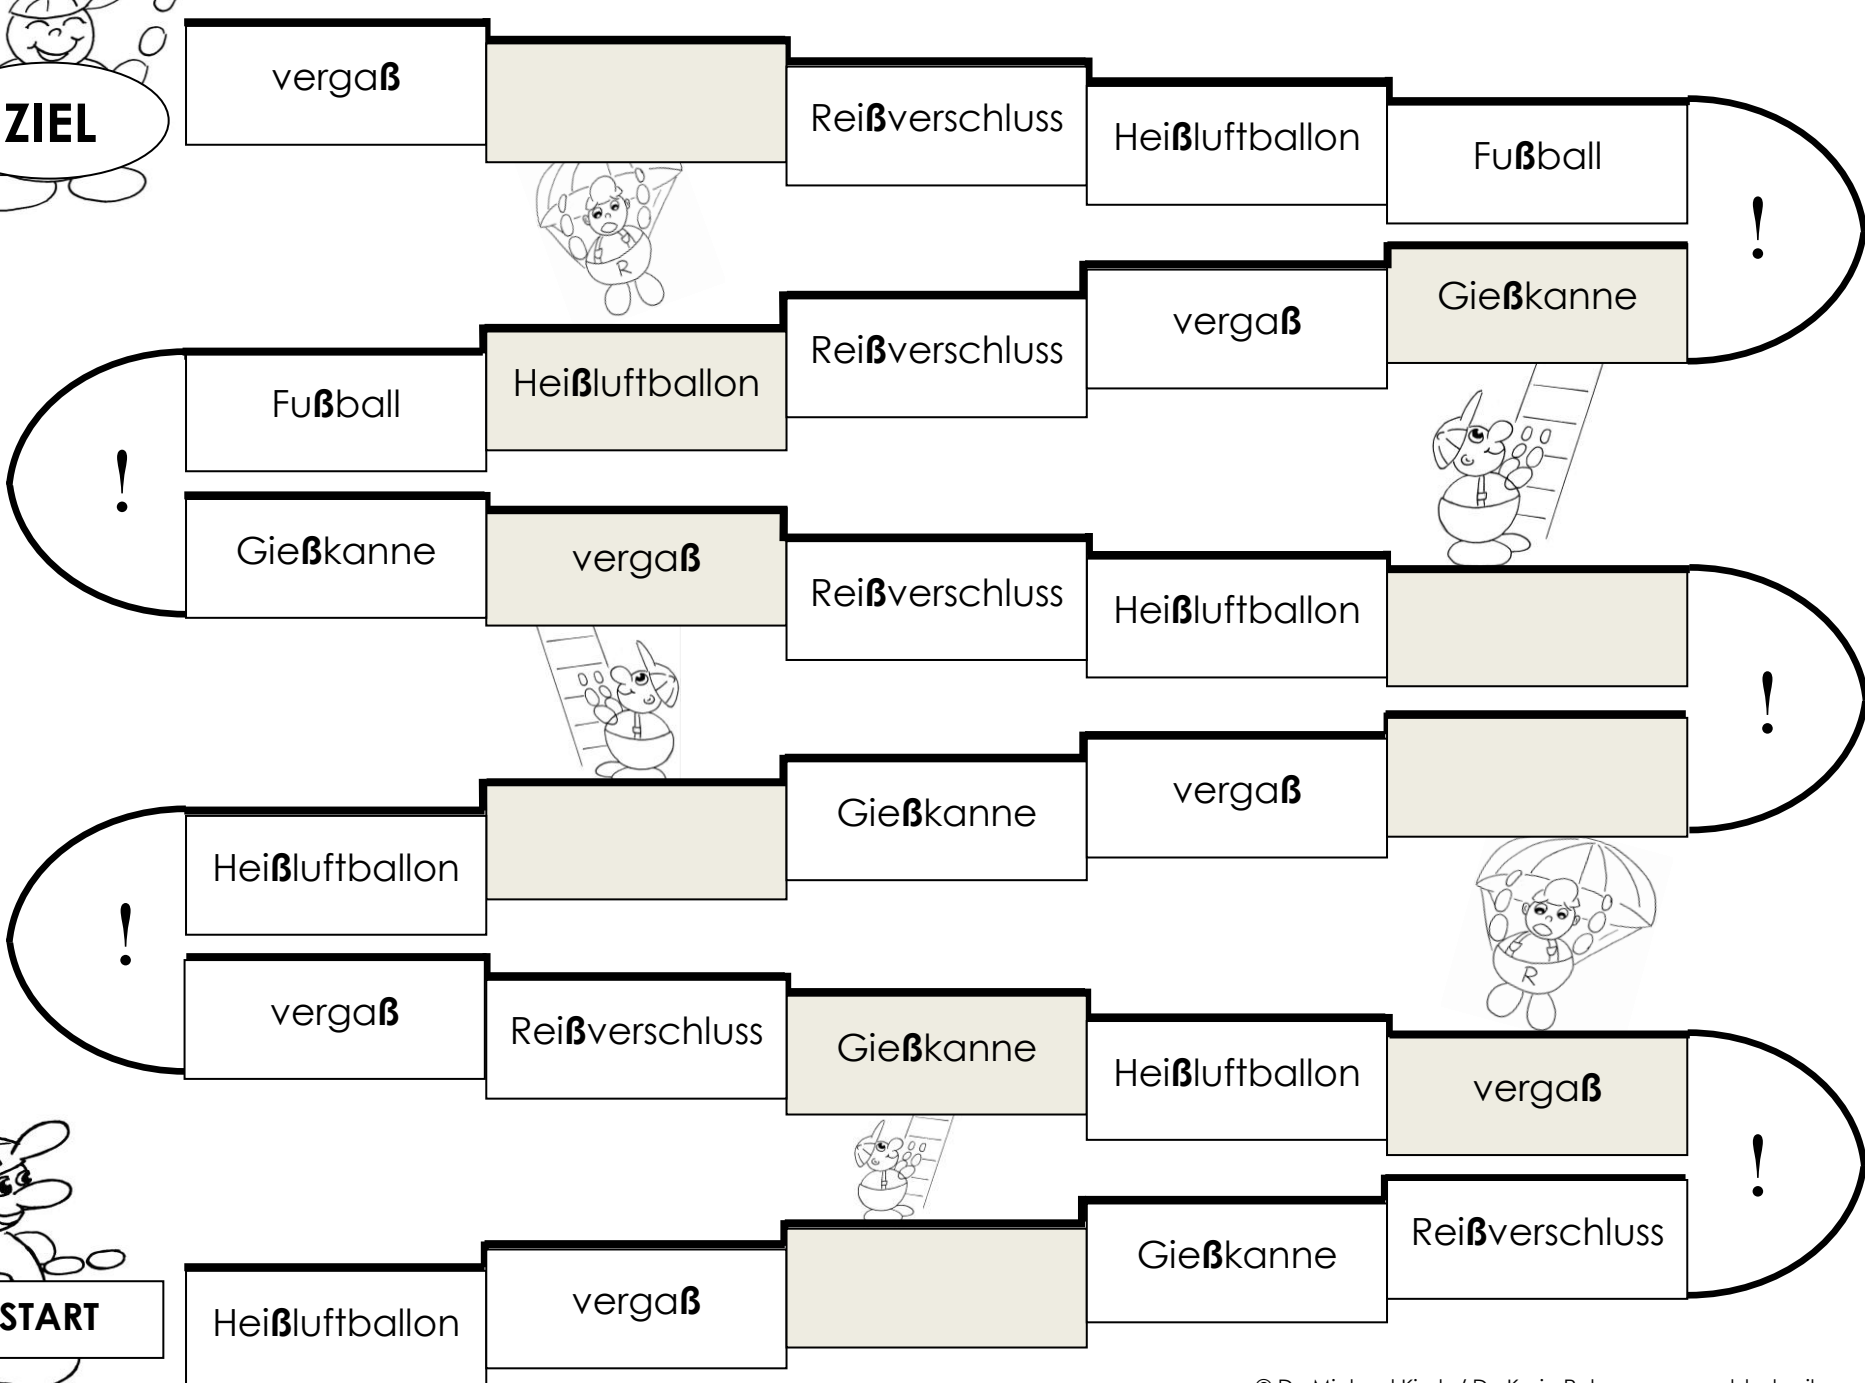 vergaß
ZIEL
Reißverschluss
Heißluftballon
Fußball
!
Gießkanne
vergaß
Reißverschluss
Heißluftballon
Fußball
!
Gießkanne
vergaß
Reißverschluss
Heißluftballon
!
vergaß
Gießkanne
Heißluftballon
!
vergaß
Reißverschluss
Gießkanne
Heißluftballon
vergaß
!
Reißverschluss
Gießkanne
vergaß
Heißluftballon
START
R
R